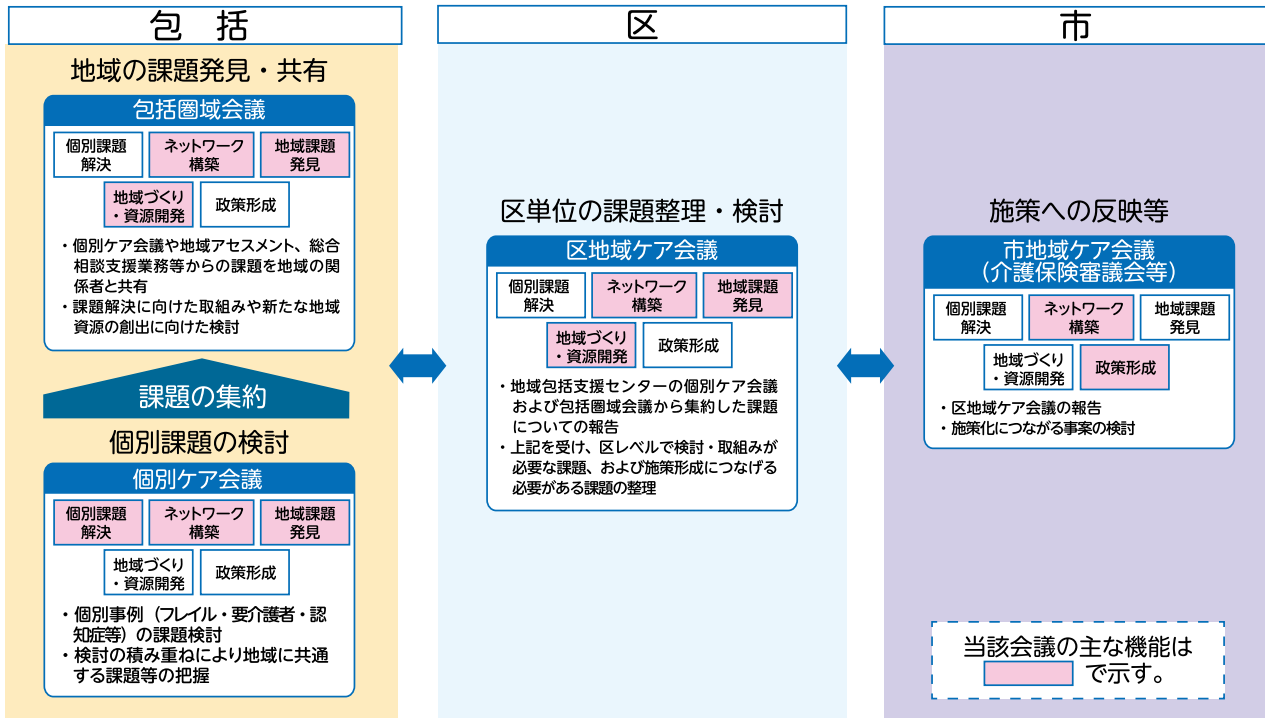 包 括
地域の課題発見・共有
包括圏域会議
個別課題
解決
ネットワーク
構築
地域課題
発見
地域づくり
・資源開発
政策形成
・個別ケア会議や地域アセスメント、総合
相談支援業務等からの課題を地域の関
係者と共有
・課題解決に向けた取組みや新たな地域
資源の創出に向けた検討
課題の集約
個別課題の検討
個別ケア会議
個別課題
解決
ネットワーク
構築
地域課題
発見
地域づくり
・資源開発
政策形成
・個別事例（フレイル・要介護者・認
知症等）の課題検討
・検討の積み重ねにより地域に共通
する課題等の把握
区
区単位の課題整理・検討
区地域ケア会議
個別課題
解決
ネットワーク
構築
地域課題
発見
地域づくり
・資源開発
政策形成
・地域包括支援センターの個別ケア会議
および包括圏域会議から集約した課題
についての報告
・上記を受け、区レベルで検討・取組みが
必要な課題、および施策形成につなげる
必要がある課題の整理
市
施策への反映等
市地域ケア会議
（介護保険審議会等）
個別課題
解決
ネットワーク
構築
地域課題
発見
地域づくり
・資源開発
政策形成
・区地域ケア会議の報告
・施策化につながる事案の検討
当該会議の主な機能は
で示す。